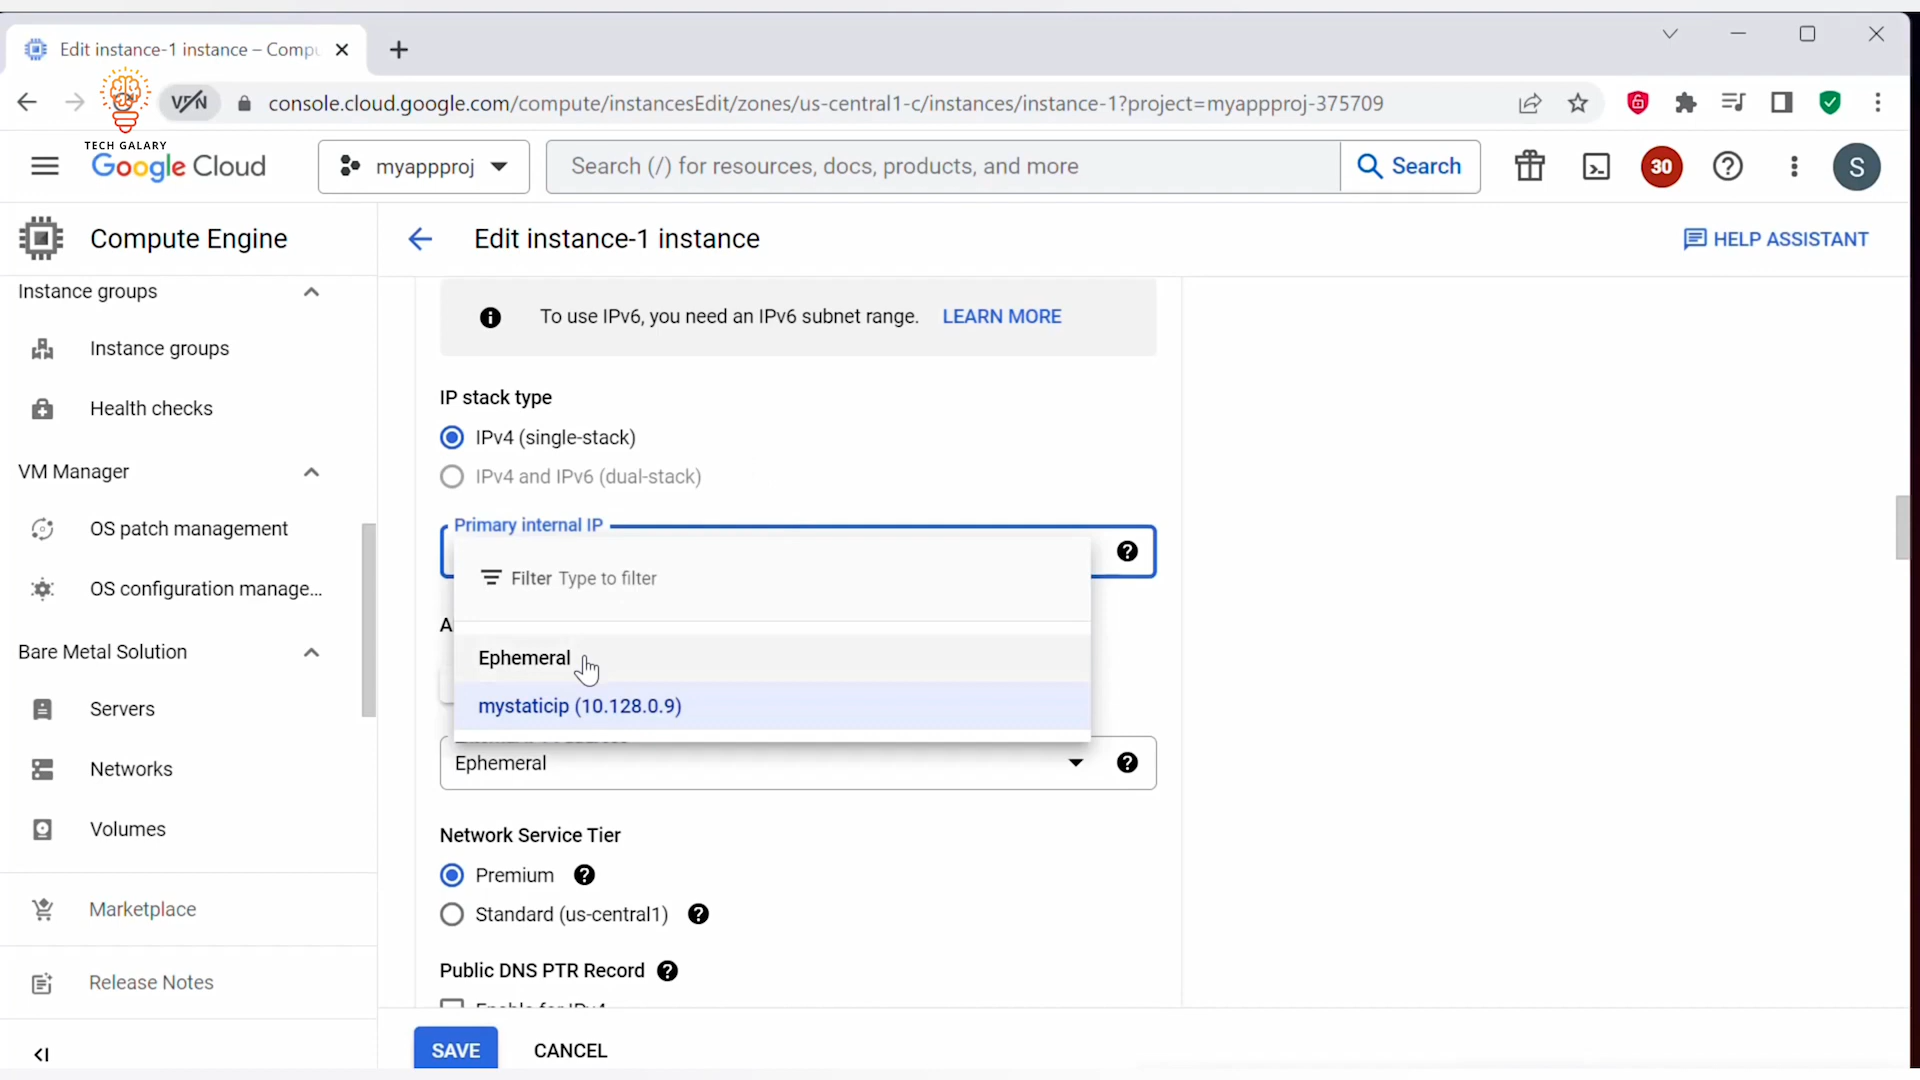 Edit instance-1 instance – Comp
VPN
console.cloud.google.com/compute/instancesEdit/zones/us-central1-c/instances/instance-1?project=myappproj-375709
TECH GALARY
Google Cloud
myappproj
Search (/) for resources, docs, products, and more
Search
30
S
Compute Engine
Edit instance-1 instance
HELP ASSISTANT
Instance groups
Instance groups
Health checks
VM Manager
OS patch management
OS configuration manage...
Bare Metal Solution
Servers
Networks
Volumes
Marketplace
Release Notes
To use IPv6, you need an IPv6 subnet range. LEARN MORE
IP stack type
IPv4 (single-stack)
IPv4 and IPv6 (dual-stack)
Primary internal IP
Filter Type to filter
A
Ephemeral
mystaticip (10.128.0.9)
Ephemeral
Network Service Tier
Premium
Standard (us-central1)
Public DNS PTR Record
Enable for IPv4
SAVE
CANCEL